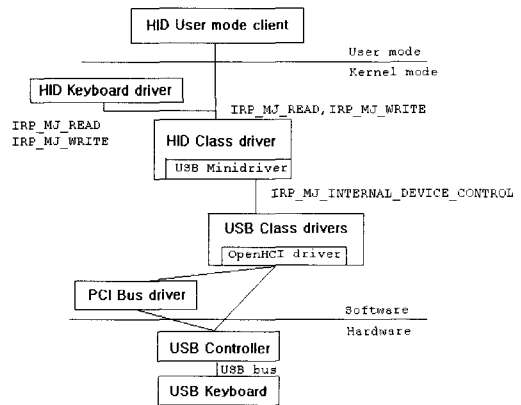 HID User mode client
User mode
Kernel mode
HID Keyboard driver
IRP_MJ_READ, IRP_MJ_WRITE
IRP_MJ_READ
IRP_MJ_WRITE
HID Class driver
USB Minidriver
IRP_MJ_INTERNAL_DEVICE_CONTROL
USB Class drivers
OpenHCI driver
PCI Bus driver
Software
Hardware
USB Controller
USB bus
USB Keyboard